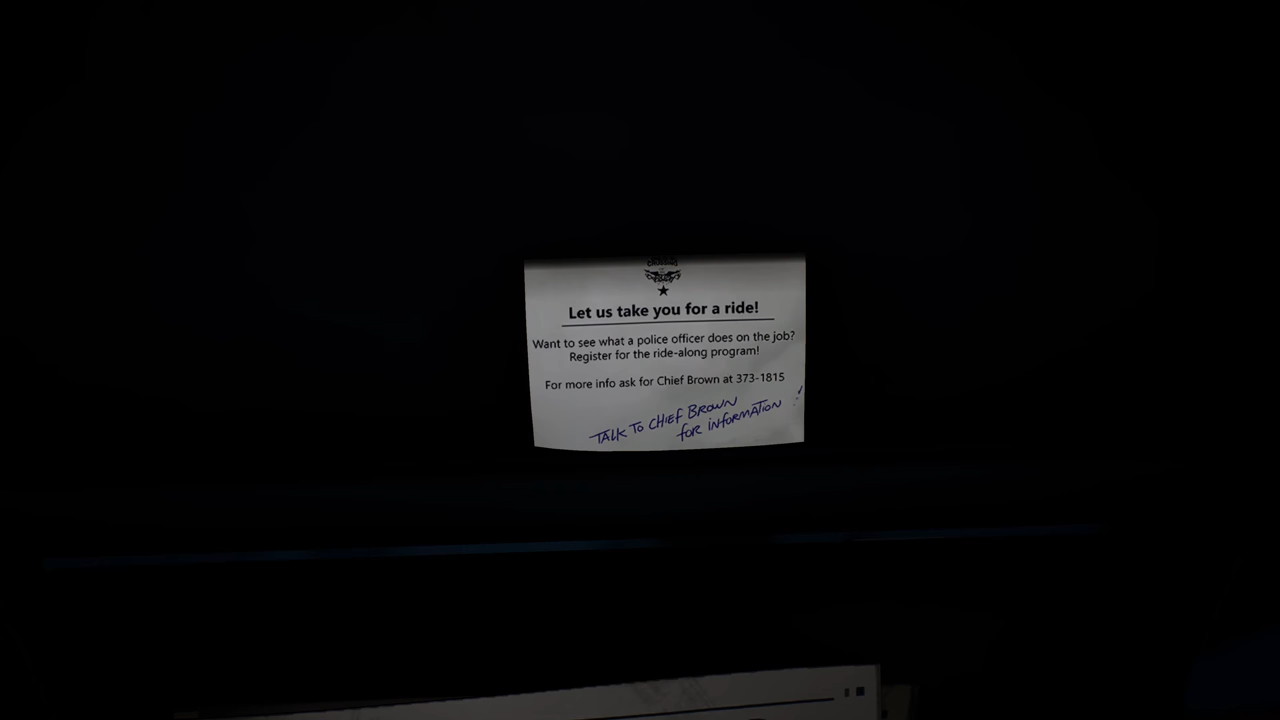 Let us take you for a ride!
Want to see what a police officer does on the job?
Register for the ride-along program!
For more info ask for Chief Brown at 373-1815
TALK TO CHIEF BROWN
FOR INFORMATION!